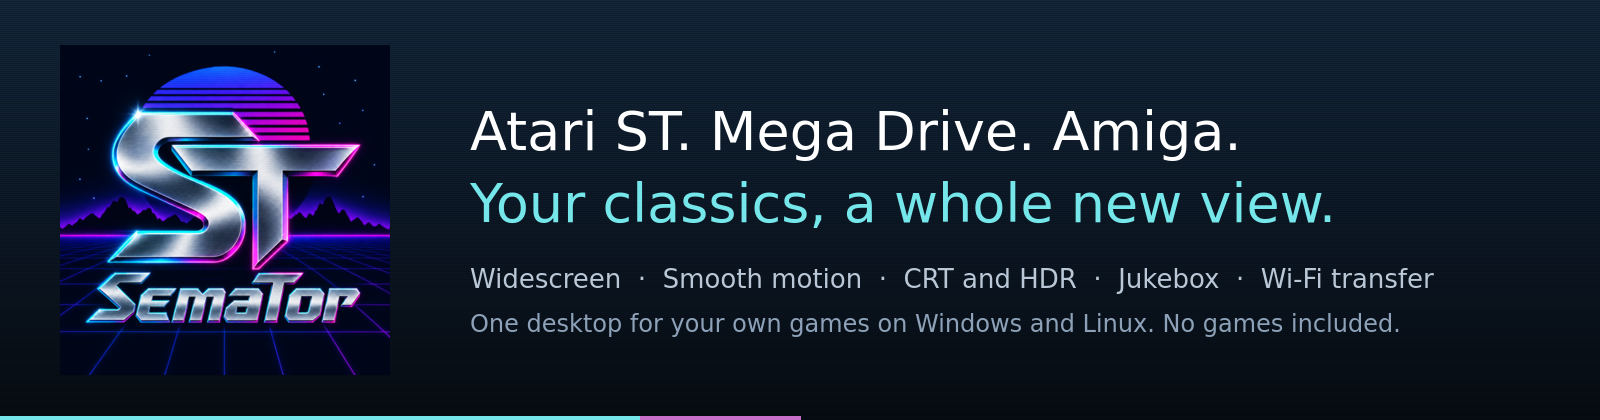 ST
SemaTor
Atari ST. Mega Drive. Amiga.
Your classics, a whole new view.
Widescreen · Smooth motion · CRT and HDR · Jukebox · Wi-Fi transfer
One desktop for your own games on Windows and Linux. No games included.